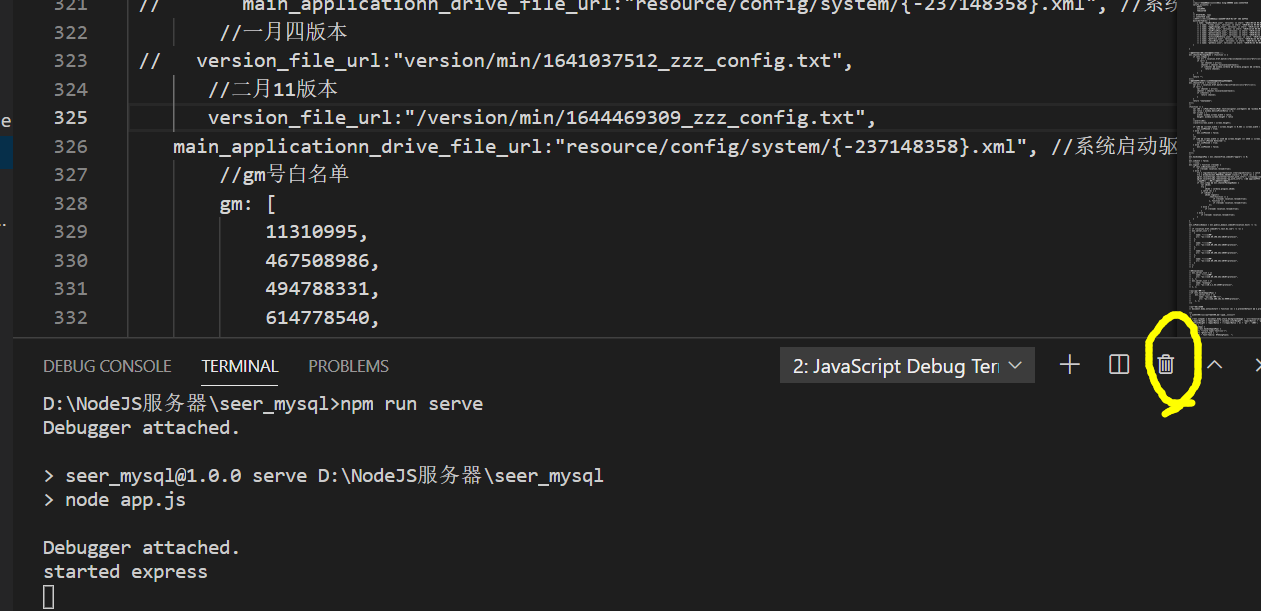 321 // main_applicationn_drive_file_url:"resource/config/system/{-237148358}.xml", //系统
322 //一月四版本
323 // version_file_url:"version/min/1641037512_zzz_config.txt",
324 //二月11版本
325 version_file_url:"/version/min/1644469309_zzz_config.txt",
326 main_applicationn_drive_file_url:"resource/config/system/{-237148358}.xml", //系统启动驱
327 //gm号白名单
328 gm: [
329 11310995,
330 467508986,
331 494788331,
332 614778540,
DEBUG CONSOLE TERMINAL PROBLEMS 2: JavaScript Debug Ter
D:\NodeJS服务器\seer_mysql>npm run serve
Debugger attached.
> seer_mysql@1.0.0 serve D:\NodeJS服务器\seer_mysql
> node app.js
Debugger attached.
started express